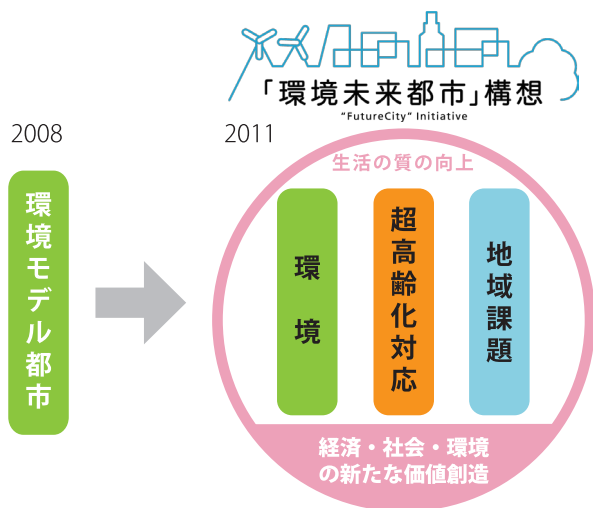 「環境未来都市」構想
"FutureCity" Initiative
2008
2011
環境モデル都市
生活の質の向上
環境
超高齢化対応
地域課題
経済・社会・環境
の新たな価値創造